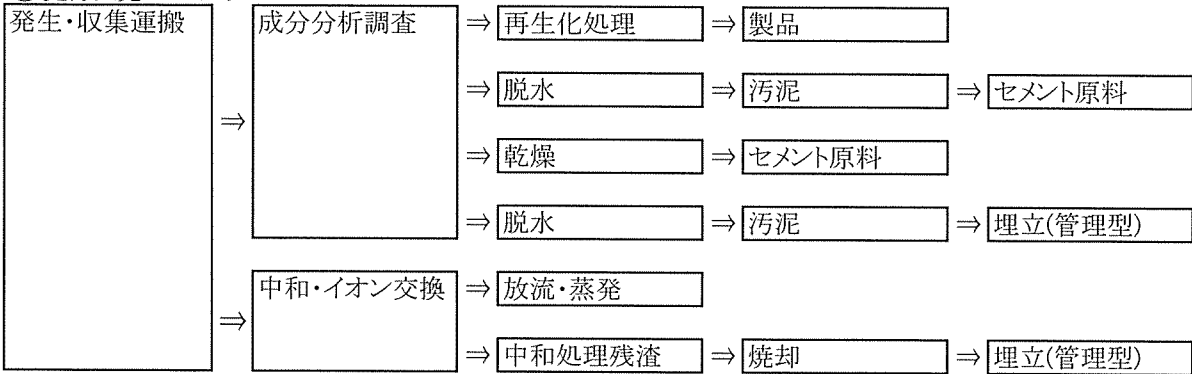 発生・収集運搬 ⇒ 成分分析調査 ⇒ 再生化処理 ⇒ 製品
⇒ 脱水 ⇒ 汚泥 ⇒ セメント原料
⇒ 乾燥 ⇒ セメント原料
⇒ 脱水 ⇒ 汚泥 ⇒ 埋立(管理型)
⇒ 中和・イオン交換 ⇒ 放流・蒸発
⇒ 中和処理残渣 ⇒ 焼却 ⇒ 埋立(管理型)